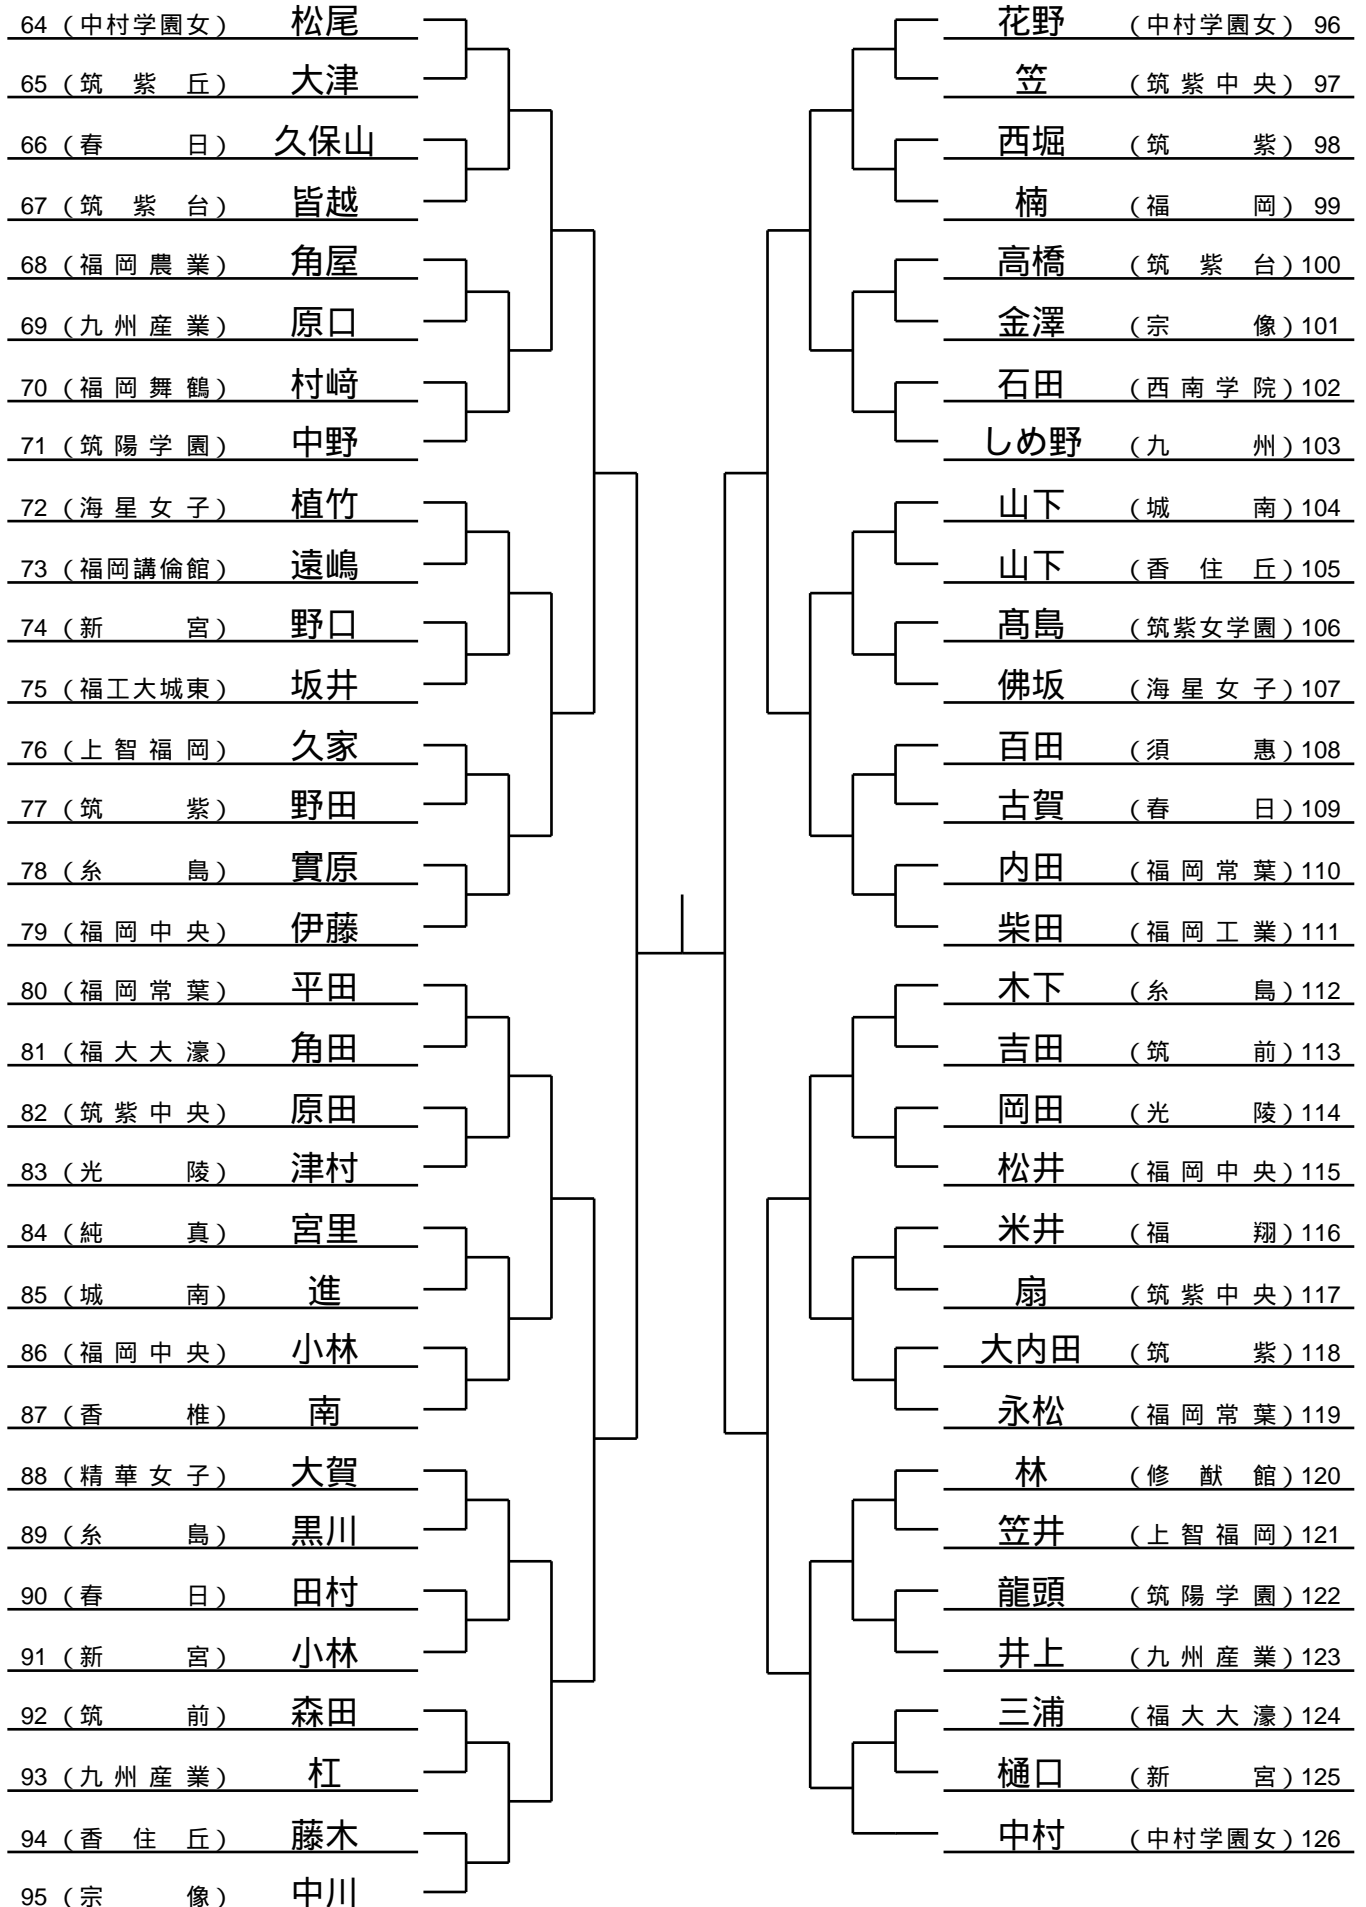 64 (中村学園女) 松尾
65 (筑紫丘) 大津
66 (春日) 久保山
67 (筑紫台) 皆越
68 (福岡農業) 角屋
69 (九州産業) 原口
70 (福岡舞鶴) 村﨑
71 (筑陽学園) 中野
72 (海星女子) 植竹
73 (福岡講倫館) 遠嶋
74 (新宮) 野口
75 (福工大城東) 坂井
76 (上智福岡) 久家
77 (筑紫) 野田
78 (糸島) 實原
79 (福岡中央) 伊藤
80 (福岡常葉) 平田
81 (福大大濠) 角田
82 (筑紫中央) 原田
83 (光陵) 津村
84 (純真) 宮里
85 (城南) 進
86 (福岡中央) 小林
87 (香椎) 南
88 (精華女子) 大賀
89 (糸島) 黒川
90 (春日) 田村
91 (新宮) 小林
92 (筑前) 森田
93 (九州産業) 杠
94 (香住丘) 藤木
95 (宗像) 中川
花野 (中村学園女) 96
笠 (筑紫中央) 97
西堀 (筑紫) 98
楠 (福岡) 99
高橋 (筑紫台) 100
金澤 (宗像) 101
石田 (西南学院) 102
しめ野 (九州) 103
山下 (城南) 104
山下 (香住丘) 105
髙島 (筑紫女学園) 106
佛坂 (海星女子) 107
百田 (須惠) 108
古賀 (春日) 109
内田 (福岡常葉) 110
柴田 (福岡工業) 111
木下 (糸島) 112
吉田 (筑前) 113
岡田 (光陵) 114
松井 (福岡中央) 115
米井 (福翔) 116
扇 (筑紫中央) 117
大内田 (筑紫) 118
永松 (福岡常葉) 119
林 (修猷館) 120
笠井 (上智福岡) 121
龍頭 (筑陽学園) 122
井上 (九州産業) 123
三浦 (福大大濠) 124
樋口 (新宮) 125
中村 (中村学園女) 126